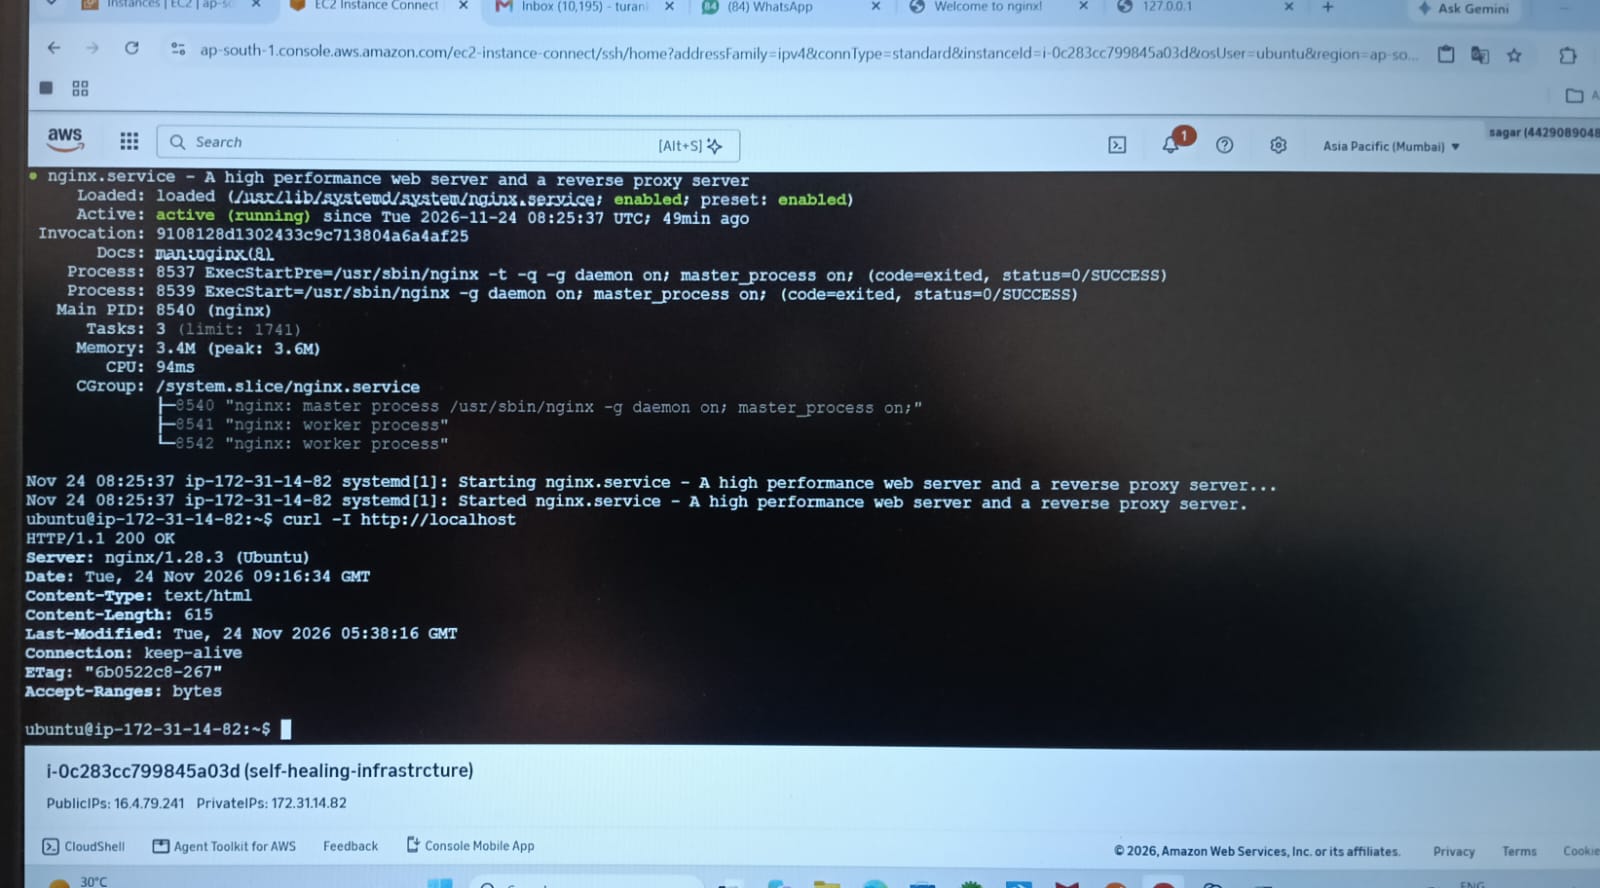 Instances | EC2 | ap-so
EC2 Instance Connect
Inbox (10,195) - turan
84
(84) WhatsApp
Welcome to nginx!
127.0.0.1
Ask Gemini
ap-south-1.console.aws.amazon.com/ec2-instance-connect/ssh/home?addressFamily=ipv4&connType=standard&instanceId=i-0c283cc799845a03d&osUser=ubuntu&region=ap-so...
A
aws
Search
[Alt+S]
1
Asia Pacific (Mumbai)
sagar (4429089048
● nginx.service - A high performance web server and a reverse proxy server
Loaded: loaded (/usr/lib/systemd/system/nginx.service; enabled; preset: enabled)
Active: active (running) since Tue 2026-11-24 08:25:37 UTC; 49min ago
Invocation: 9108128d1302433c9c713804a6a4af25
Docs: man:nginx(8)
Process: 8537 ExecStartPre=/usr/sbin/nginx -t -q -g daemon on; master_process on; (code=exited, status=0/SUCCESS)
Process: 8539 ExecStart=/usr/sbin/nginx -g daemon on; master_process on; (code=exited, status=0/SUCCESS)
Main PID: 8540 (nginx)
Tasks: 3 (limit: 1741)
Memory: 3.4M (peak: 3.6M)
CPU: 94ms
CGroup: /system.slice/nginx.service
├─8540 "nginx: master process /usr/sbin/nginx -g daemon on; master_process on;"
├─8541 "nginx: worker process"
└─8542 "nginx: worker process"
Nov 24 08:25:37 ip-172-31-14-82 systemd[1]: Starting nginx.service - A high performance web server and a reverse proxy server...
Nov 24 08:25:37 ip-172-31-14-82 systemd[1]: Started nginx.service - A high performance web server and a reverse proxy server.
ubuntu@ip-172-31-14-82:~$ curl -I http://localhost
HTTP/1.1 200 OK
Server: nginx/1.28.3 (Ubuntu)
Date: Tue, 24 Nov 2026 09:16:34 GMT
Content-Type: text/html
Content-Length: 615
Last-Modified: Tue, 24 Nov 2026 05:38:16 GMT
Connection: keep-alive
ETag: "6b0522c8-267"
Accept-Ranges: bytes
ubuntu@ip-172-31-14-82:~$
i-0c283cc799845a03d (self-healing-infrastrcture)
PublicIPs: 16.4.79.241 PrivateIPs: 172.31.14.82
CloudShell
Agent Toolkit for AWS
Feedback
Console Mobile App
© 2026, Amazon Web Services, Inc. or its affiliates.
Privacy
Terms
Cookie
30°C
ENG